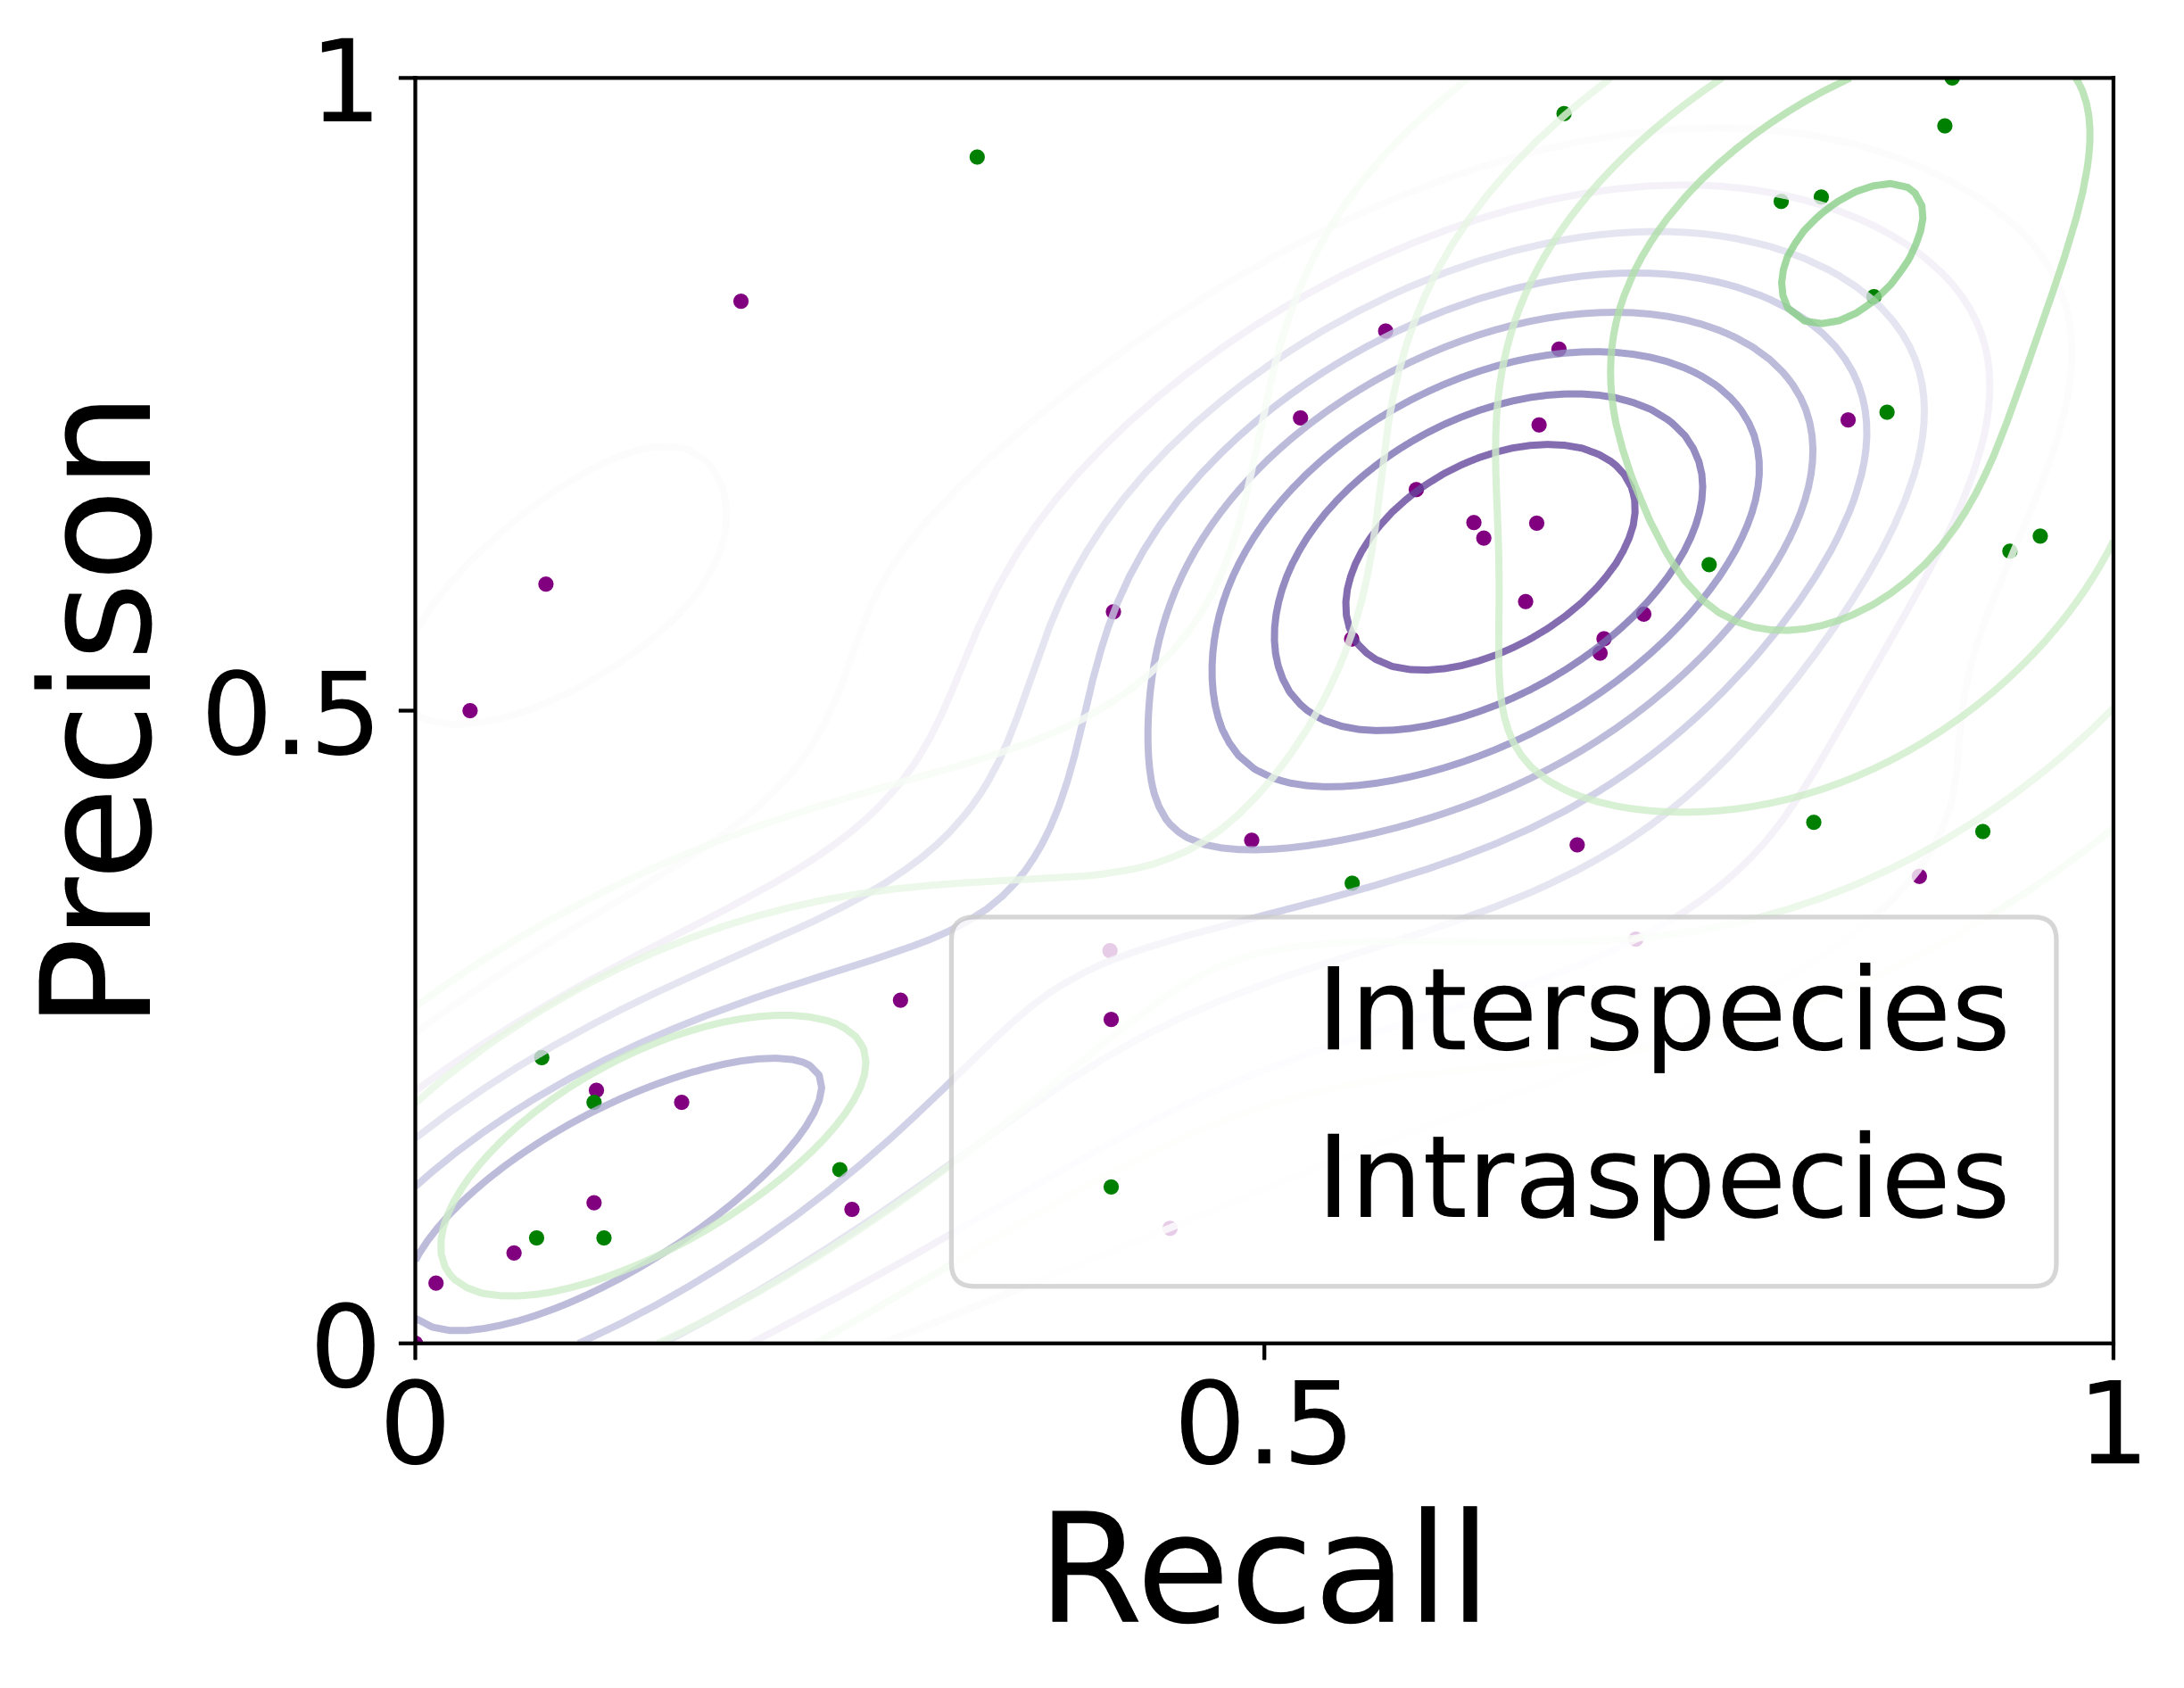 1
0.5
0
Precison
Interspecies
Intraspecies
0
0.5
1
Recall